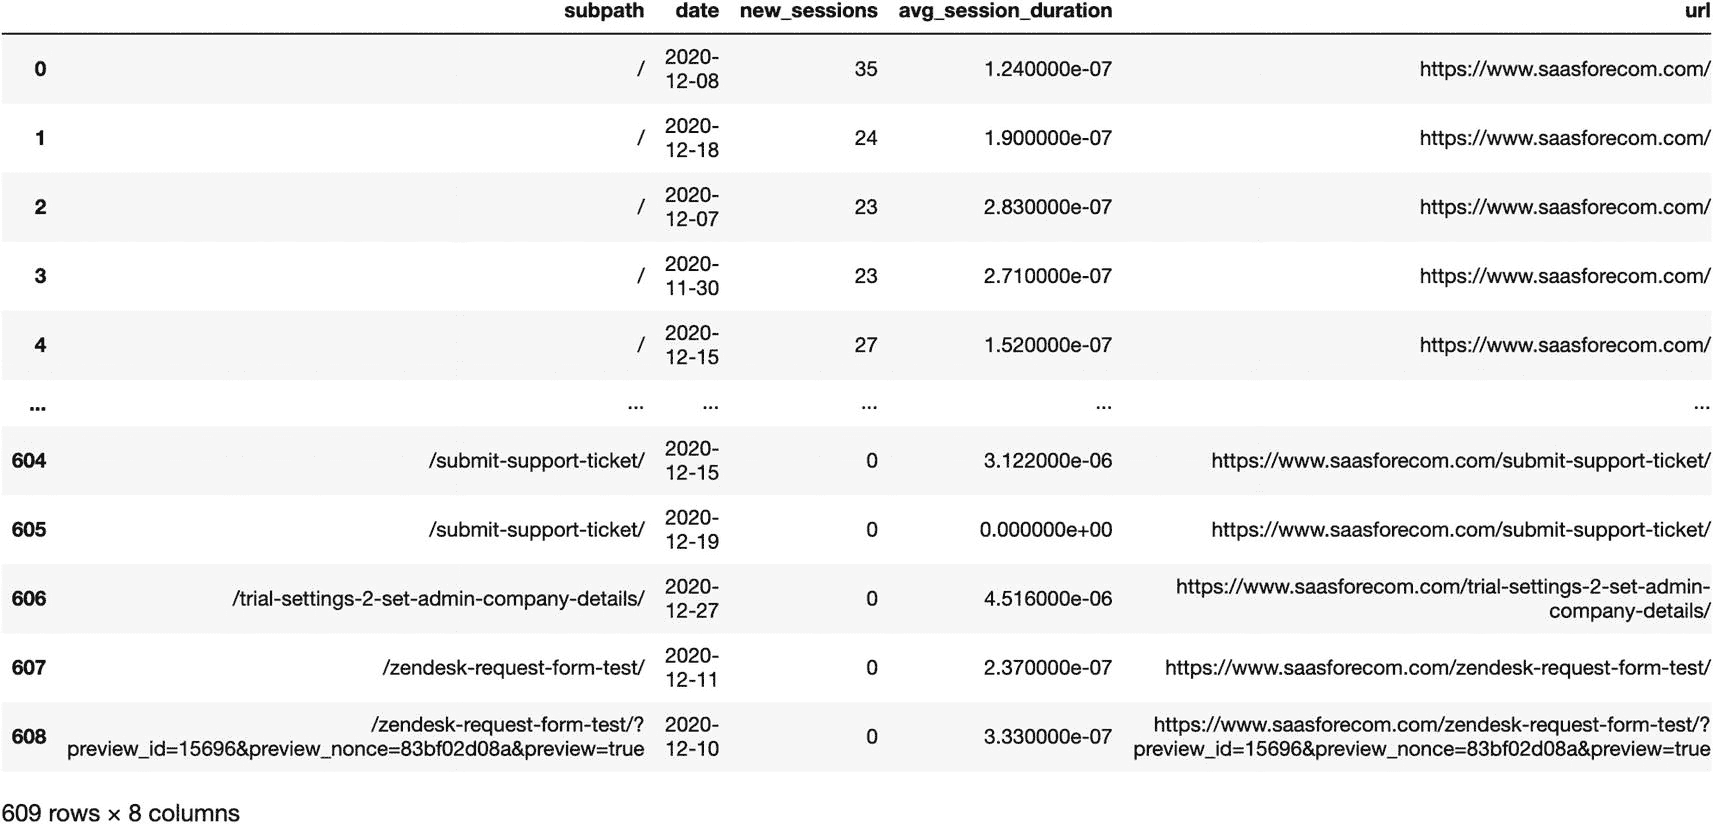 subpath date new_sessions avg_session_duration url
0 / 2020-12-08 35 1.240000e-07 https://www.saasforecom.com/
1 / 2020-12-18 24 1.900000e-07 https://www.saasforecom.com/
2 / 2020-12-07 23 2.830000e-07 https://www.saasforecom.com/
3 / 2020-11-30 23 2.710000e-07 https://www.saasforecom.com/
4 / 2020-12-15 27 1.520000e-07 https://www.saasforecom.com/
... ... ... ... ... ...
604 /submit-support-ticket/ 2020-12-15 0 3.122000e-06 https://www.saasforecom.com/submit-support-ticket/
605 /submit-support-ticket/ 2020-12-19 0 0.000000e+00 https://www.saasforecom.com/submit-support-ticket/
606 /trial-settings-2-set-admin-company-details/ 2020-12-27 0 4.516000e-06 https://www.saasforecom.com/trial-settings-2-set-admin-company-details/
607 /zendesk-request-form-test/ 2020-12-11 0 2.370000e-07 https://www.saasforecom.com/zendesk-request-form-test/
608 /zendesk-request-form-test/?preview_id=15696&preview_nonce=83bf02d08a&preview=true 2020-12-10 0 3.330000e-07 https://www.saasforecom.com/zendesk-request-form-test/?preview_id=15696&preview_nonce=83bf02d08a&preview=true
609 rows × 8 columns